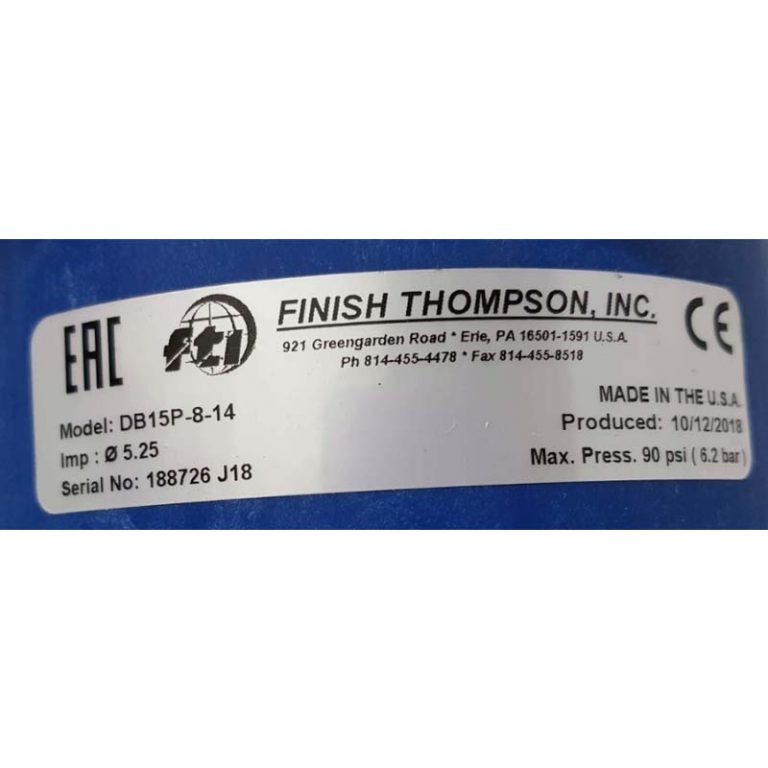 EAC
fti
FINISH THOMPSON, INC.
921 Greengarden Road * Erie, PA 16501-1591 U.S.A.
Ph 814-455-4478 * Fax 814-455-8518
CE
Model: DB15P-8-14
Imp : Ø 5.25
Serial No: 188726 J18
MADE IN THE U.S.A.
Produced: 10/12/2018
Max. Press. 90 psi ( 6.2 bar)